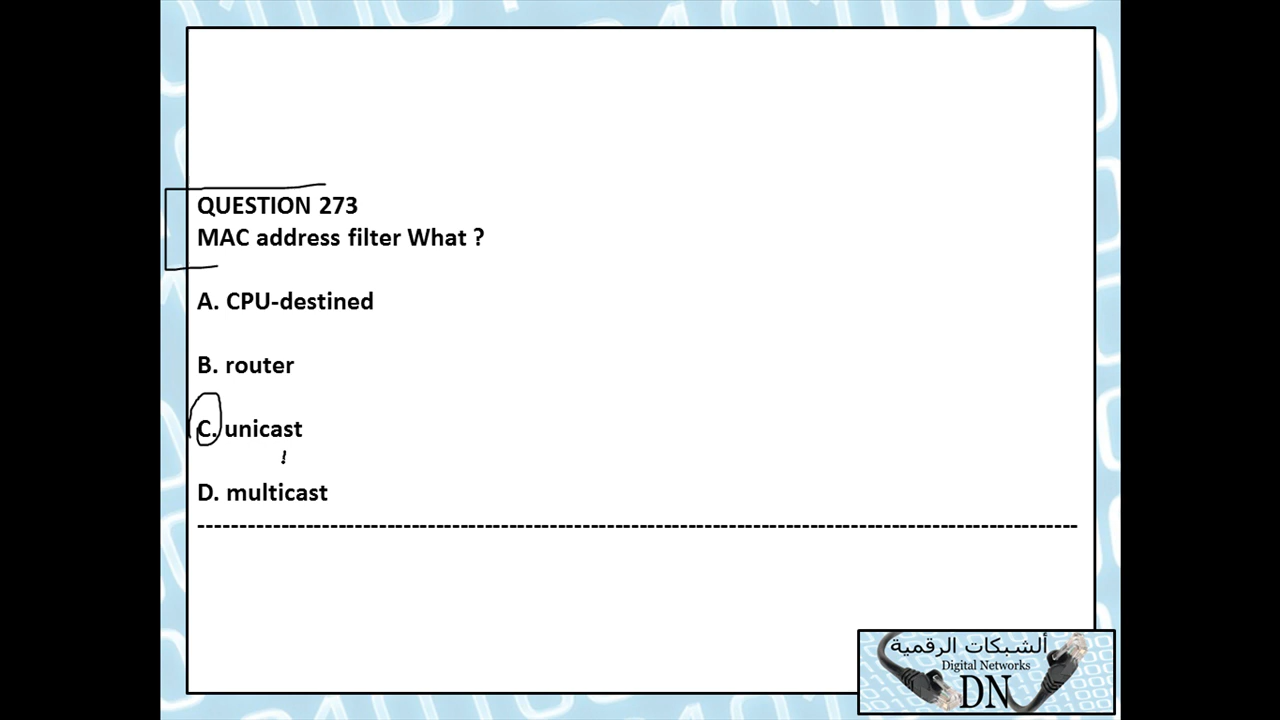 QUESTION 273
MAC address filter What ?
A. CPU-destined
B. router
C. unicast
D. multicast
--------------------------------------------------------------------------------------------------------------
ألشبكات الرقمية
Digital Networks
DN